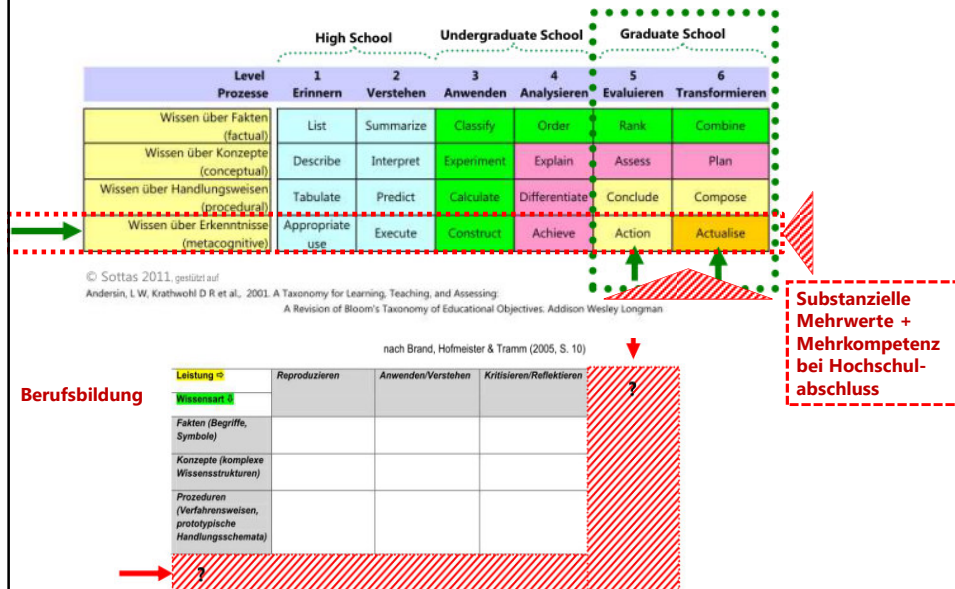 High School Undergraduate School Graduate School
Level 1 2 3 4 5 6
Prozesse Erinnern Verstehen Anwenden Analysieren Evaluieren Transformieren
Wissen über Fakten
(factual)
List Summarize Classify Order Rank Combine
Wissen über Konzepte
(conceptual)
Describe Interpret Experiment Explain Assess Plan
Wissen über Handlungsweisen
(procedural)
Tabulate Predict Calculate Differentiate Conclude Compose
Wissen über Erkenntnisse
(metacognitive)
Appropriate
use
Execute Construct Achieve Action Actualise
© Sottas 2011, gestützt auf
Andersin, L W, Krathwohl D R et al., 2001. A Taxonomy for Learning, Teaching, and Assessing:
A Revision of Bloom's Taxonomy of Educational Objectives. Addison Wesley Longman
Substanzielle
Mehrwerte +
Mehrkompetenz
bei Hochschul-
abschluss
nach Brand, Hofmeister & Tramm (2005, S. 10)
Berufsbildung
Leistung ⇨ Reproduzieren Anwenden/Verstehen Kritisieren/Reflektieren
Wissensart ⇩
?
Fakten (Begriffe,
Symbole)
Konzepte (komplexe
Wissensstrukturen)
Prozeduren
(Verfahrensweisen,
prototypische
Handlungsschemata)
?